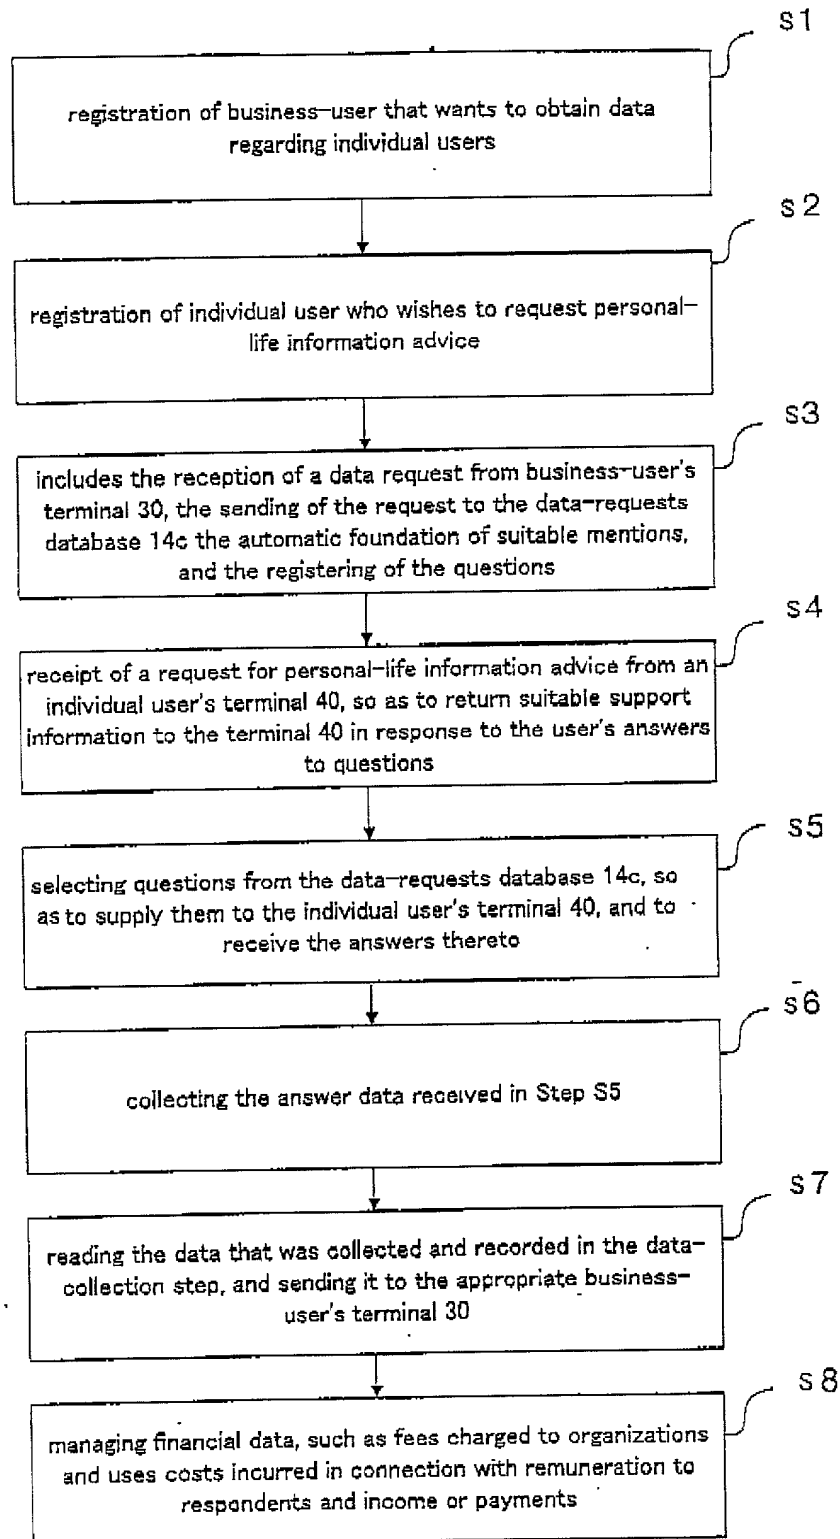 S1
registration of business-user that wants to obtain data
regarding individual users
S2
registration of individual user who wishes to request personal-
life information advice
S3
includes the reception of a data request from business-user's
terminal 30, the sending of the request to the data-requests
database 14c the automatic foundation of suitable mentions,
and the registering of the questions
S4
receipt of a request for personal-life information advice from an
individual user's terminal 40, so as to return suitable support
information to the terminal 40 in response to the user's answers
to questions
S5
selecting questions from the data-requests database 14c, so
as to supply them to the individual user's terminal 40, and to
receive the answers thereto
S6
collecting the answer data received in Step S5
S7
reading the data that was collected and recorded in the data-
collection step, and sending it to the appropriate business-
user's terminal 30
S8
managing financial data, such as fees charged to organizations
and uses costs incurred in connection with remuneration to
respondents and income or payments